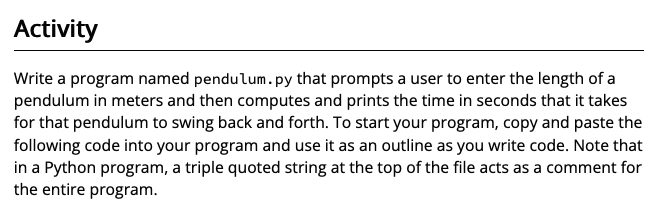 Activity
Write a program named pendulum.py that prompts a user to enter the length of a
pendulum in meters and then computes and prints the time in seconds that it takes
for that pendulum to swing back and forth. To start your program, copy and paste the
following code into your program and use it as an outline as you write code. Note that
in a Python program, a triple quoted string at the top of the file acts as a comment for
the entire program.